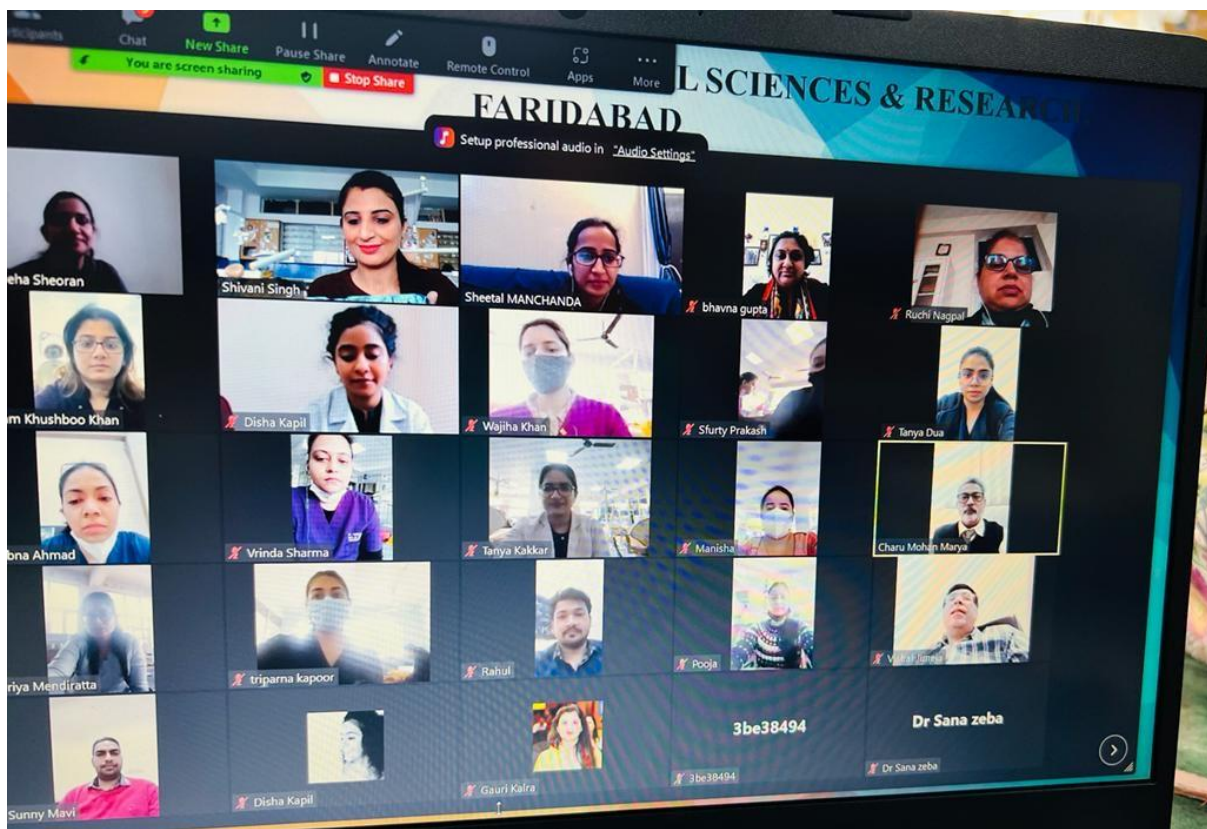 Chat
New Share
Pause Share
Annotate
Remote Control
Apps
More
You are screen sharing
Stop Share
L SCIENCES & RESEARCH
FARIDABAD
Setup professional audio in "Audio Settings"
eha Sheoran
Shivani Singh
Sheetal MANCHANDA
bhavna gupta
Ruchi Nagpal
m Khushboo Khan
Disha Kapil
Wajiha Khan
Sfurty Prakash
Tanya Dua
bna Ahmad
Vrinda Sharma
Tanya Kakkar
Manisha
Charu Mohan Marya
riya Mendiratta
triparna kapoor
Rahul
Pooja
Sunny Mavi
Disha Kapil
Gauri Kalra
3be38494
3be38494
Dr Sana zeba
Dr Sana zeba